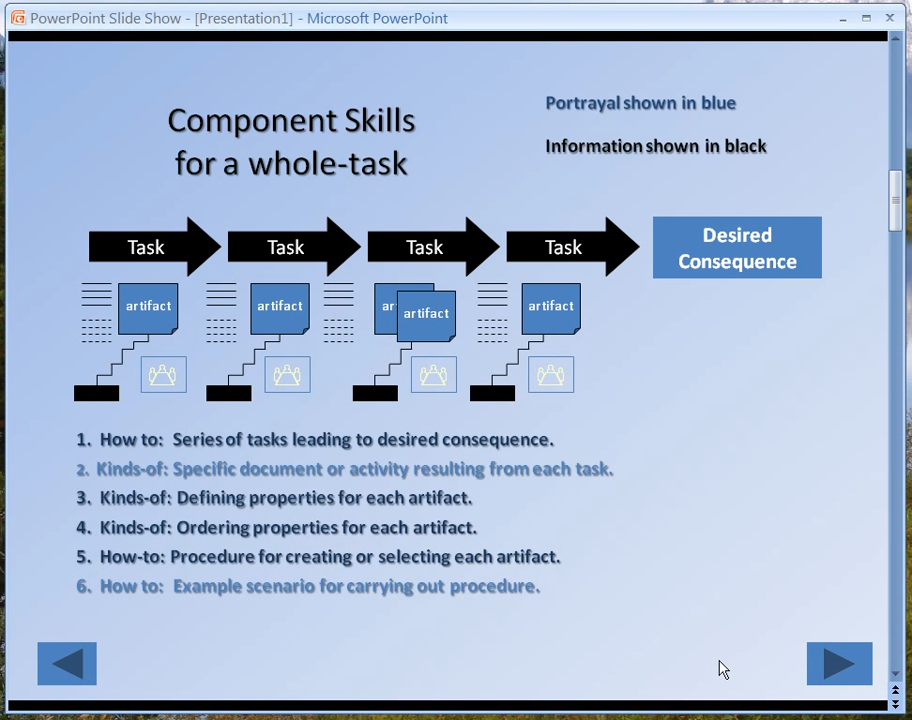 PowerPoint Slide Show - [Presentation1] - Microsoft PowerPoint
Component Skills
for a whole-task
Portrayal shown in blue
Information shown in black
Task Task Task Task
Desired
Consequence
artifact artifact ar artifact artifact
1. How to: Series of tasks leading to desired consequence.
2. Kinds-of: Specific document or activity resulting from each task.
3. Kinds-of: Defining properties for each artifact.
4. Kinds-of: Ordering properties for each artifact.
5. How-to: Procedure for creating or selecting each artifact.
6. How to: Example scenario for carrying out procedure.